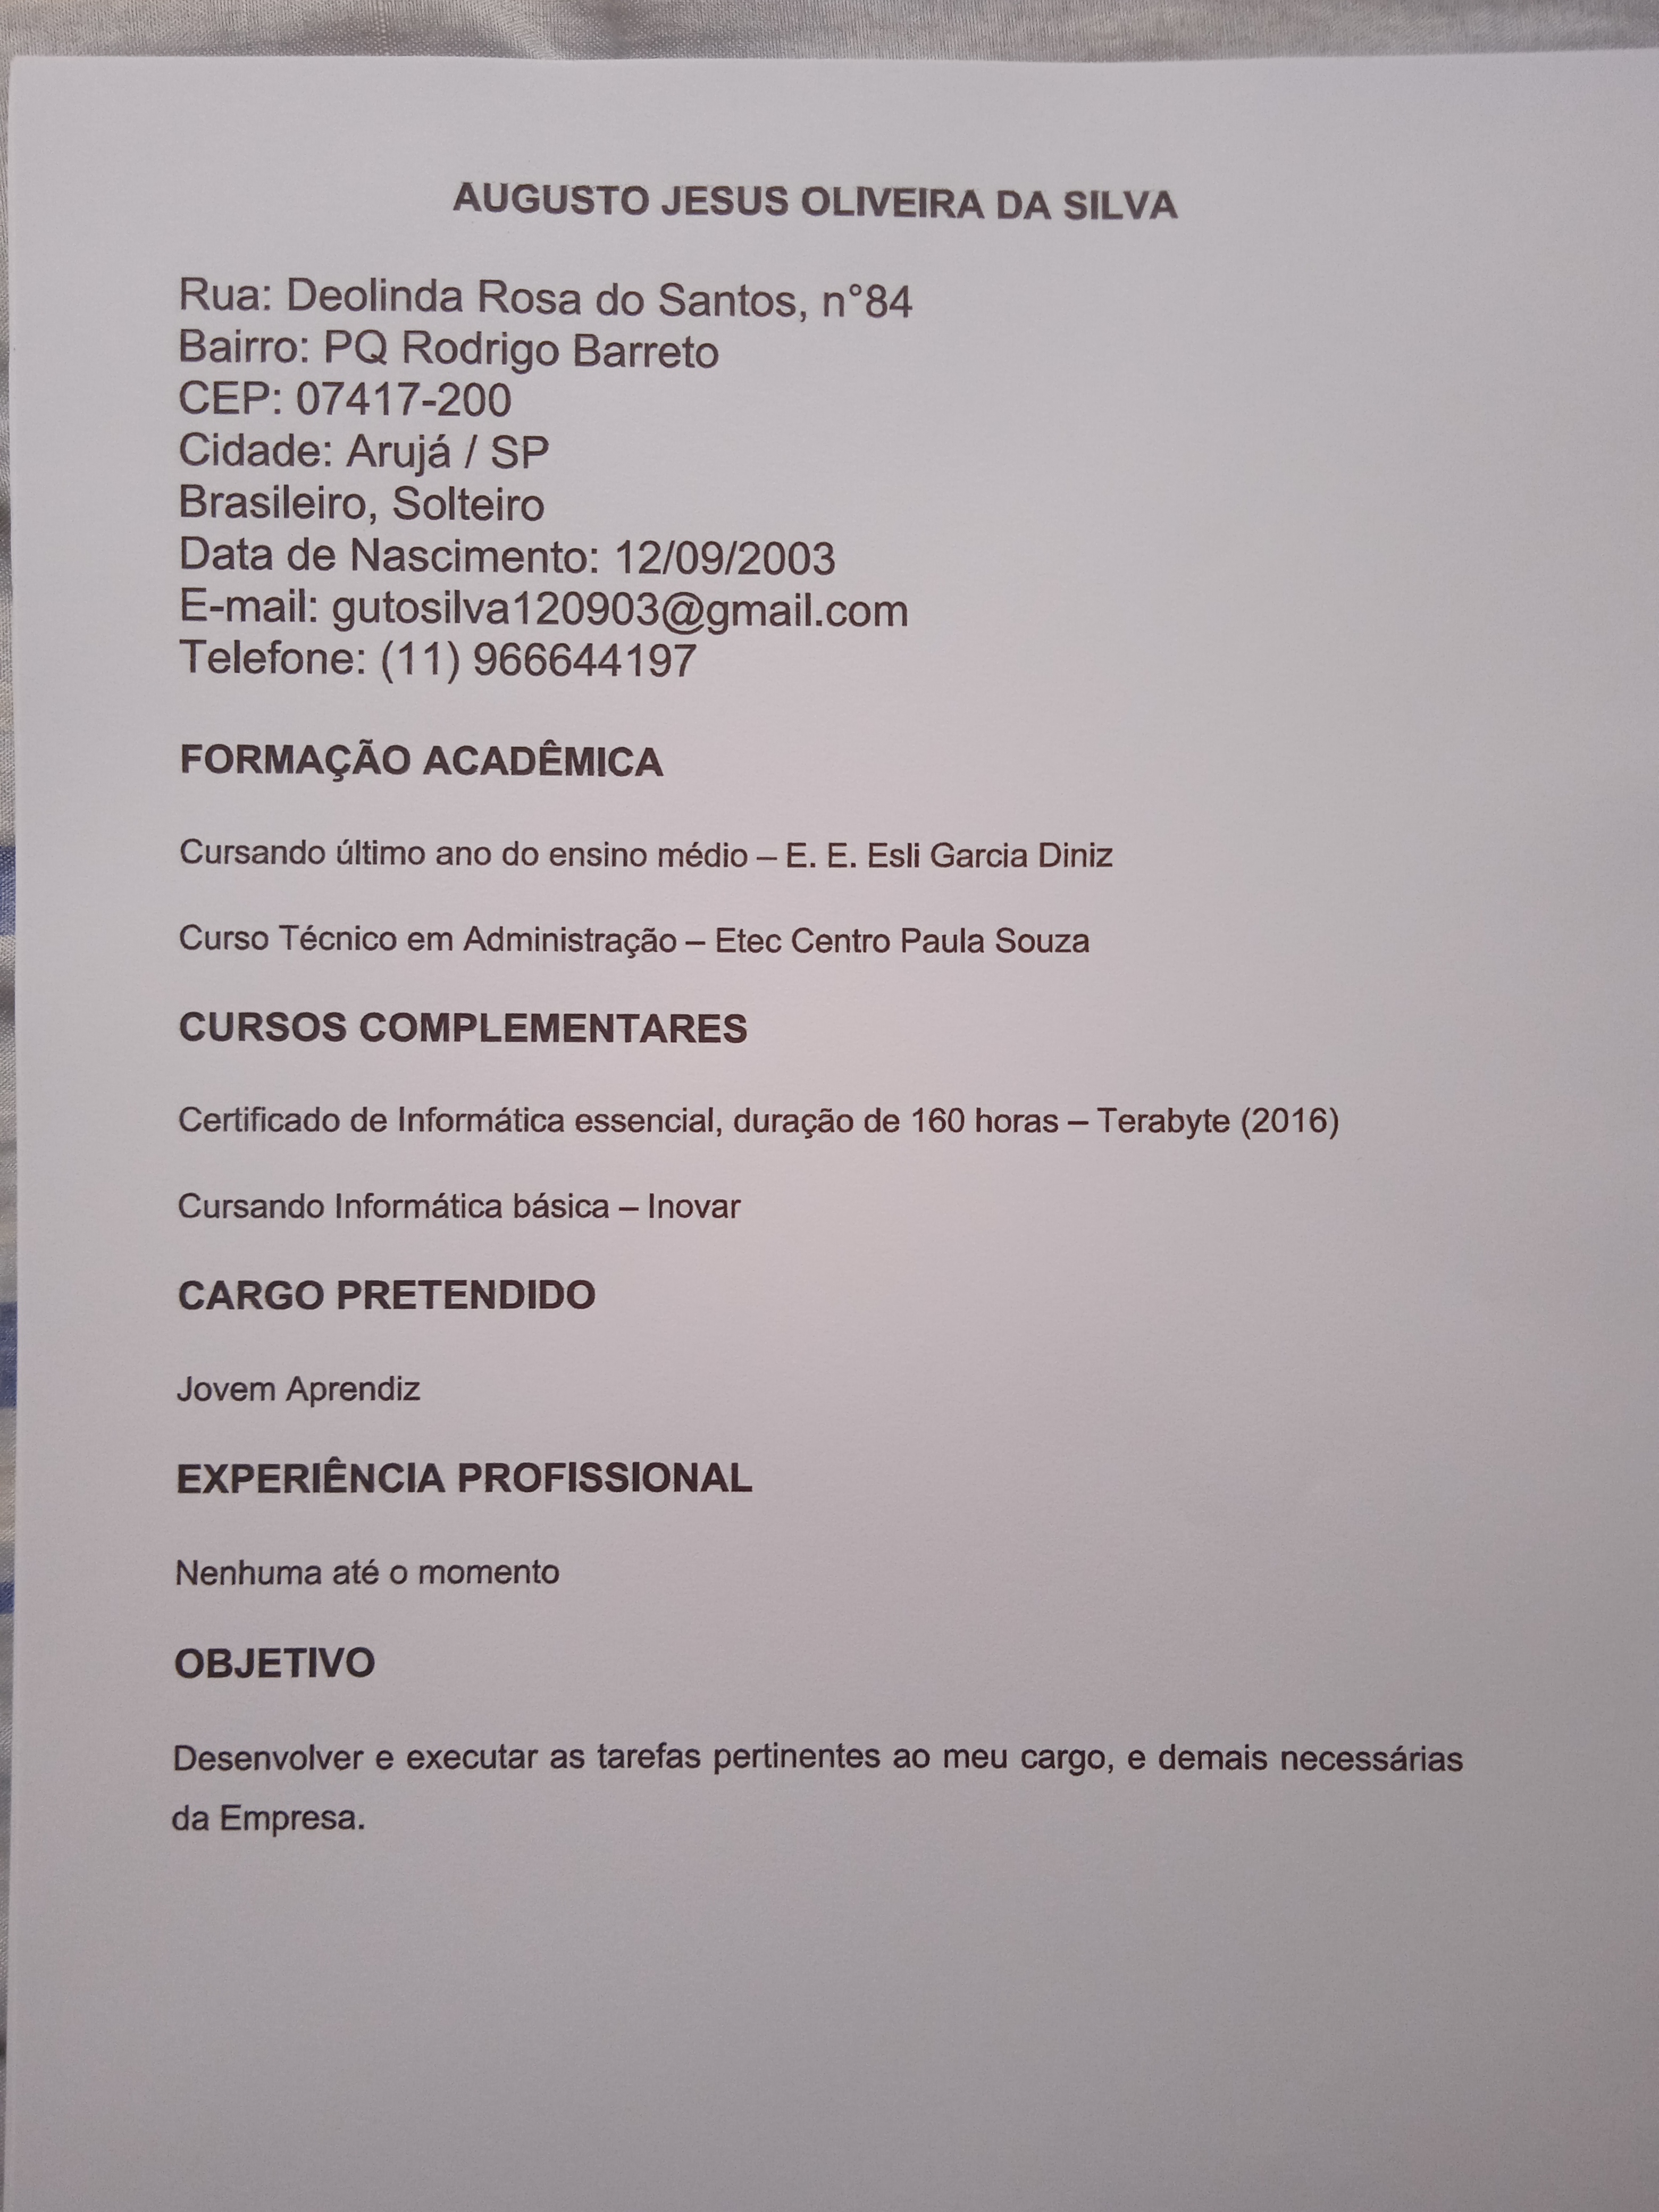 AUGUSTO JESUS OLIVEIRA DA SILVA
Rua: Deolinda Rosa do Santos, n°84
Bairro: PQ Rodrigo Barreto
CEP: 07417-200
Cidade: Arujá / SP
Brasileiro, Solteiro
Data de Nascimento: 12/09/2003
E-mail: gutosilva120903@gmail.com
Telefone: (11) 966644197
FORMAÇÃO ACADÊMICA
Cursando último ano do ensino médio – E. E. Esli Garcia Diniz
Curso Técnico em Administração – Etec Centro Paula Souza
CURSOS COMPLEMENTARES
Certificado de Informática essencial, duração de 160 horas – Terabyte (2016)
Cursando Informática básica – Inovar
CARGO PRETENDIDO
Jovem Aprendiz
EXPERIÊNCIA PROFISSIONAL
Nenhuma até o momento
OBJETIVO
Desenvolver e executar as tarefas pertinentes ao meu cargo, e demais necessárias
da Empresa.